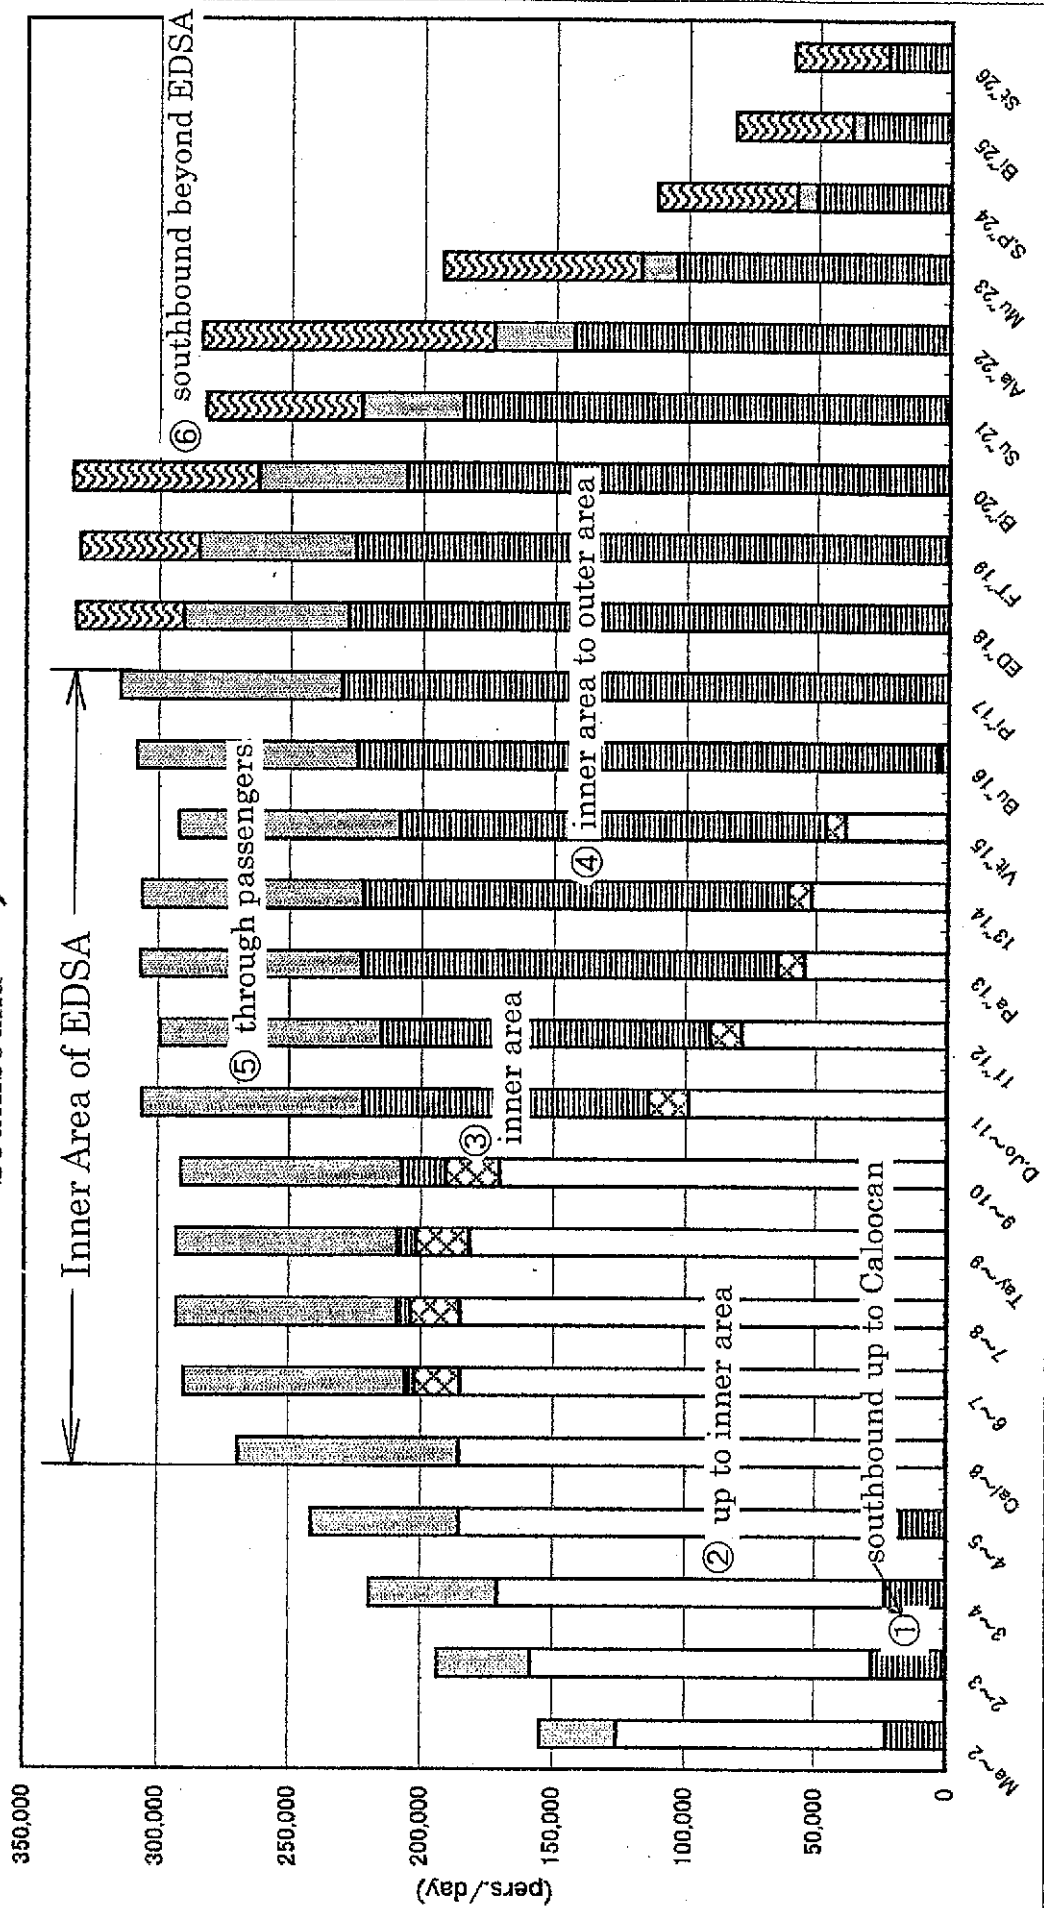 Inner Area of EDSA
⑥ southbound beyond EDSA
⑤ through passengers
④ inner area to outer area
③
inner area
② up to inner area
southbound up to Caloocan
①
(pers./day)
350,000
300,000
250,000
200,000
150,000
100,000
50,000
0
Ma~2
2~3
3~4
4~5
Cal~6
6~7
7~8
Tay~9
9~10
D.Jo~11
11~12
Pa~13
13~14
Vit~15
Bu~16
Pi~17
ED~18
FT~19
Bi~20
Su~21
Ala~22
Mu~23
S.P~24
Bi~25
St~26